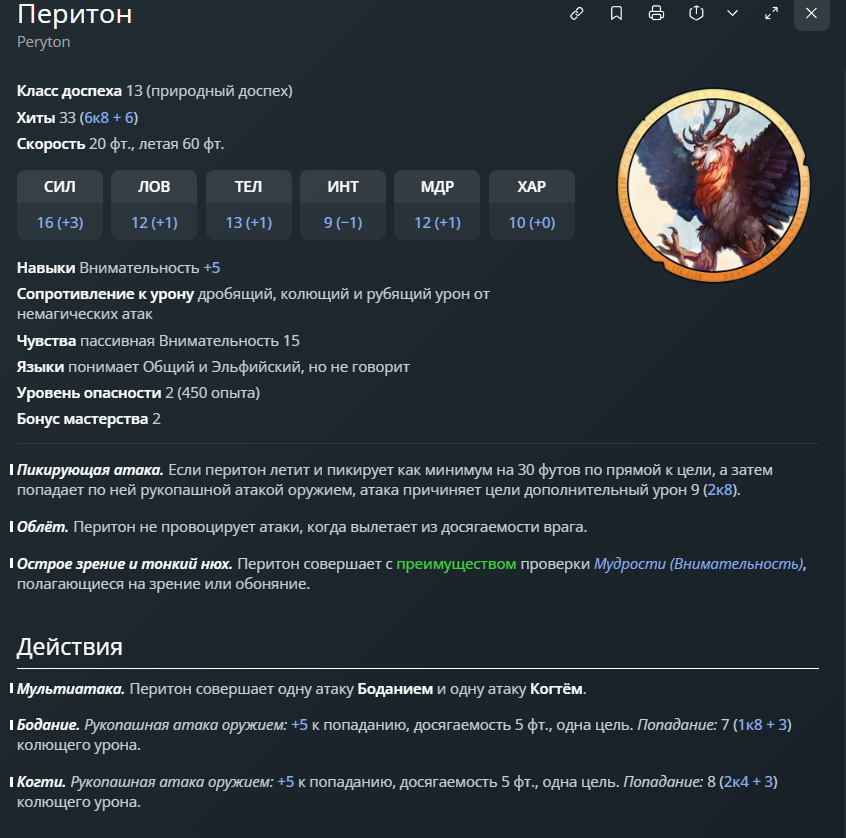 Перитон
Peryton
Класс доспеха 13 (природный доспех)
Хиты 33 (6к8 + 6)
Скорость 20 фт., летая 60 фт.
СИЛ ЛОВ ТЕЛ ИНТ МДР ХАР
16 (+3) 12 (+1) 13 (+1) 9 (−1) 12 (+1) 10 (+0)
Навыки Внимательность +5
Сопротивление к урону дробящий, колющий и рубящий урон от
немагических атак
Чувства пассивная Внимательность 15
Языки понимает Общий и Эльфийский, но не говорит
Уровень опасности 2 (450 опыта)
Бонус мастерства 2
Пикирующая атака. Если перитон летит и пикирует как минимум на 30 футов по прямой к цели, а затем
попадает по ней рукопашной атакой оружием, атака причиняет цели дополнительный урон 9 (2к8).
Облёт. Перитон не провоцирует атаки, когда вылетает из досягаемости врага.
Острое зрение и тонкий нюх. Перитон совершает с преимуществом проверки Мудрости (Внимательность),
полагающиеся на зрение или обоняние.
Действия
Мультиатака. Перитон совершает одну атаку Боданием и одну атаку Когтём.
Бодание. Рукопашная атака оружием: +5 к попаданию, досягаемость 5 фт., одна цель. Попадание: 7 (1к8 + 3)
колющего урона.
Когти. Рукопашная атака оружием: +5 к попаданию, досягаемость 5 фт., одна цель. Попадание: 8 (2к4 + 3)
колющего урона.